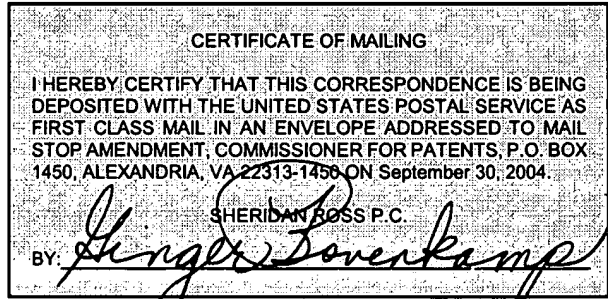 CERTIFICATE OF MAILING
I HEREBY CERTIFY THAT THIS CORRESPONDENCE IS BEING
DEPOSITED WITH THE UNITED STATES POSTAL SERVICE AS
FIRST CLASS MAIL IN AN ENVELOPE ADDRESSED TO MAIL
STOP AMENDMENT, COMMISSIONER FOR PATENTS, P.O. BOX
1450, ALEXANDRIA, VA 22313-1450 ON September 30, 2004.
SHERIDAN ROSS P.C.
BY: Ginger Bovenkamp